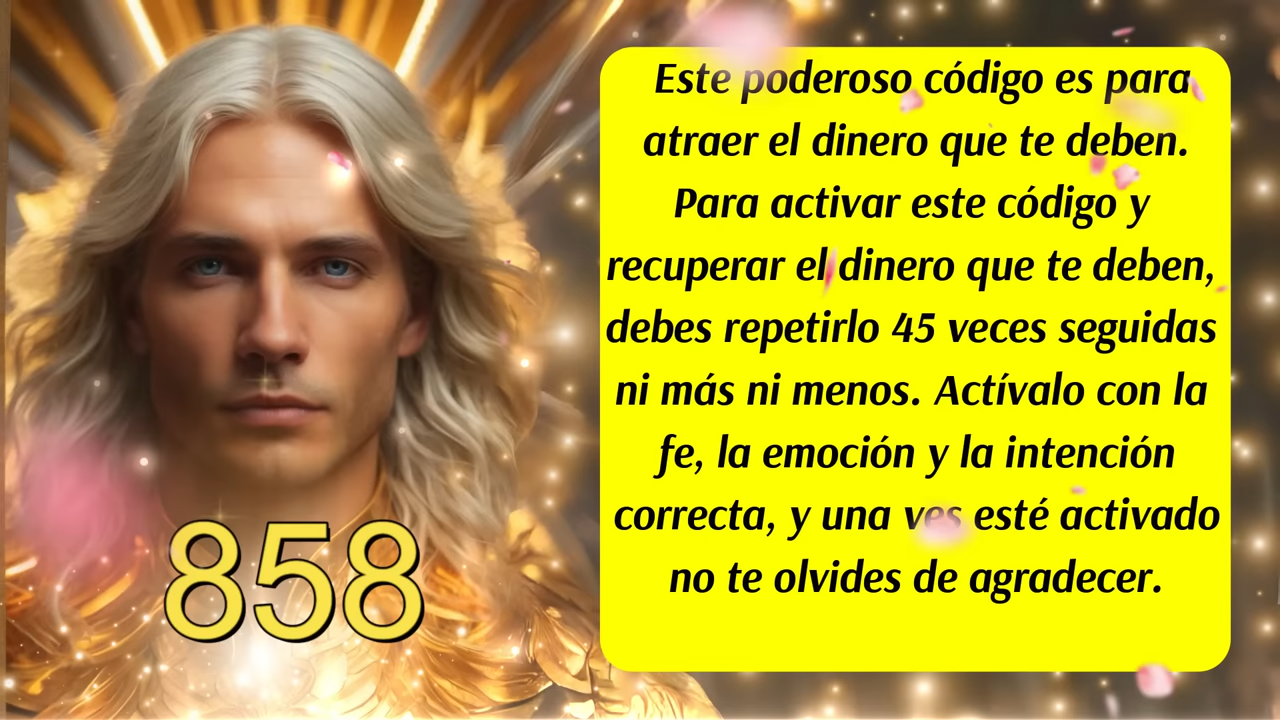 Este poderoso código es para
atraer el dinero que te deben.
Para activar este código y
recuperar el dinero que te deben,
debes repetirlo 45 veces seguidas
ni más ni menos. Actívalo con la
fe, la emoción y la intención
correcta, y una ves esté activado
no te olvides de agradecer.
858